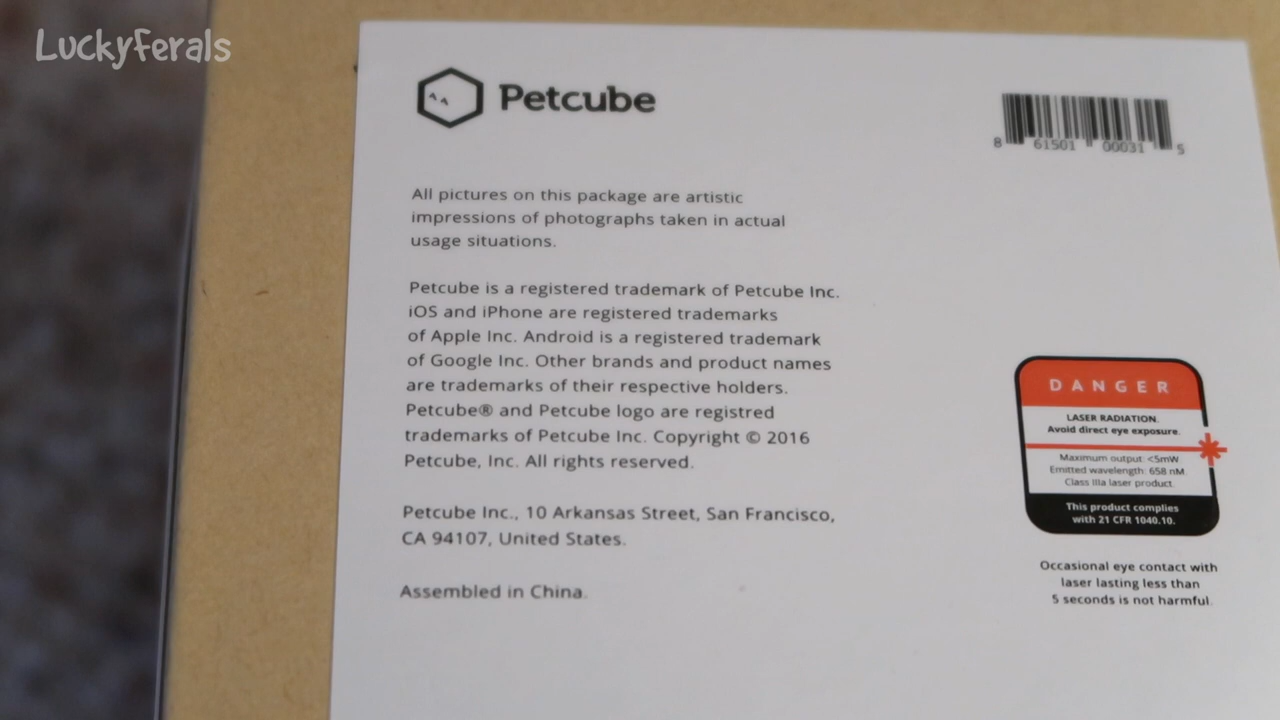 LuckyFerals
Petcube
8 61501 00031 5
All pictures on this package are artistic
impressions of photographs taken in actual
usage situations.
Petcube is a registered trademark of Petcube Inc.
iOS and iPhone are registered trademarks
of Apple Inc. Android is a registered trademark
of Google Inc. Other brands and product names
are trademarks of their respective holders.
Petcube® and Petcube logo are registred
trademarks of Petcube Inc. Copyright © 2016
Petcube, Inc. All rights reserved.
Petcube Inc., 10 Arkansas Street, San Francisco,
CA 94107, United States.
Assembled in China.
DANGER
LASER RADIATION.
Avoid direct eye exposure.
Maximum output: <5mW
Emitted wavelength: 658 nM.
Class IIIa laser product.
This product complies
with 21 CFR 1040.10.
Occasional eye contact with
laser lasting less than
5 seconds is not harmful.